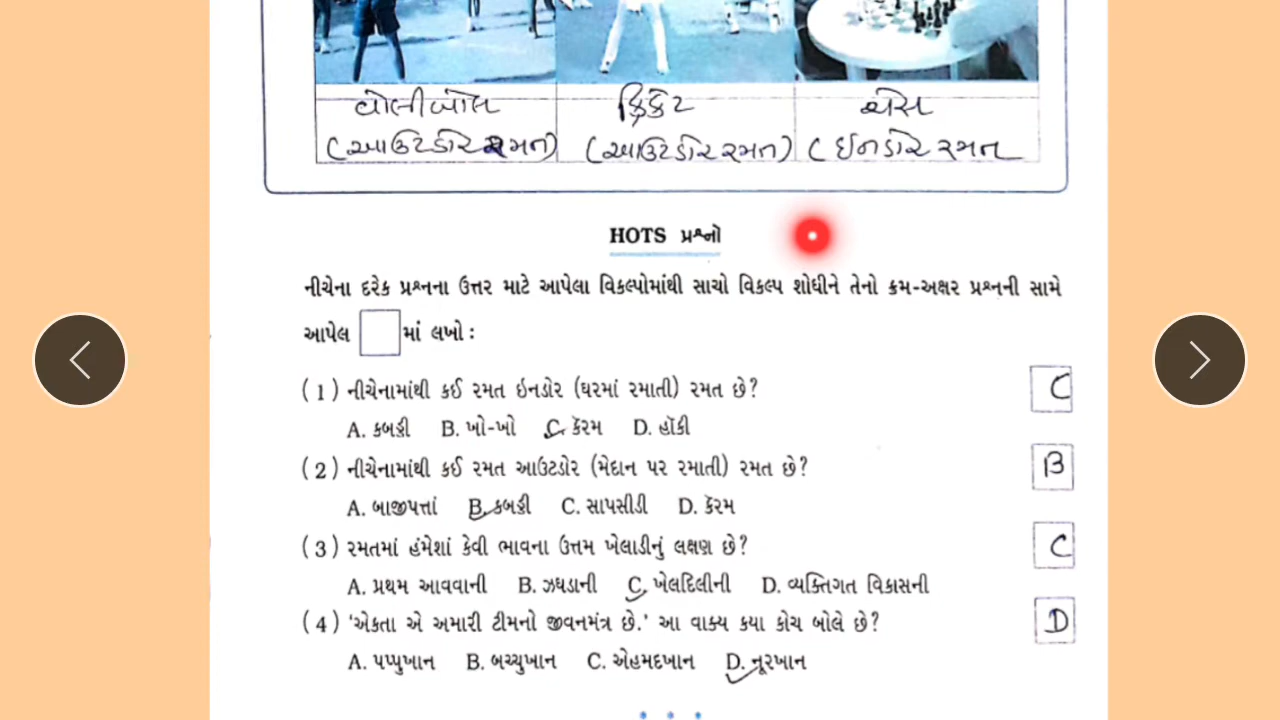 વોલીબોલ ક્રિકેટ ચેસ
(આઉટડોર રમત) (આઉટડોર રમત) (ઈનડોર રમત
HOTS પ્રશ્નો
નીચેના દરેક પ્રશ્નના ઉત્તર માટે આપેલા વિકલ્પોમાંથી સાચો વિકલ્પ શોધીને તેનો ક્રમ-અક્ષર પ્રશ્નની સામે
આપેલ માં લખો :
(1) નીચેનામાંથી કઈ રમત ઇનડોર (ઘરમાં રમાતી) રમત છે? C
A. કબડ્ડી B. ખો-ખો C. કૅરમ D. હૉકી
(2) નીચેનામાંથી કઈ રમત આઉટડોર (મેદાન પર રમાતી) રમત છે? B
A. બાજીપત્તાં B. કબડ્ડી C. સાપસીડી D. કૅરમ
(3) રમતમાં હંમેશાં કેવી ભાવના ઉત્તમ ખેલાડીનું લક્ષણ છે? C
A. પ્રથમ આવવાની B. ઝઘડાની C. ખેલદિલીની D. વ્યક્તિગત વિકાસની
(4) 'એકતા એ અમારી ટીમનો જીવનમંત્ર છે.' આ વાક્ય કયા કોચ બોલે છે? D
A. પપ્પુખાન B. બચ્ચુખાન C. એહમદખાન D. નૂરખાન